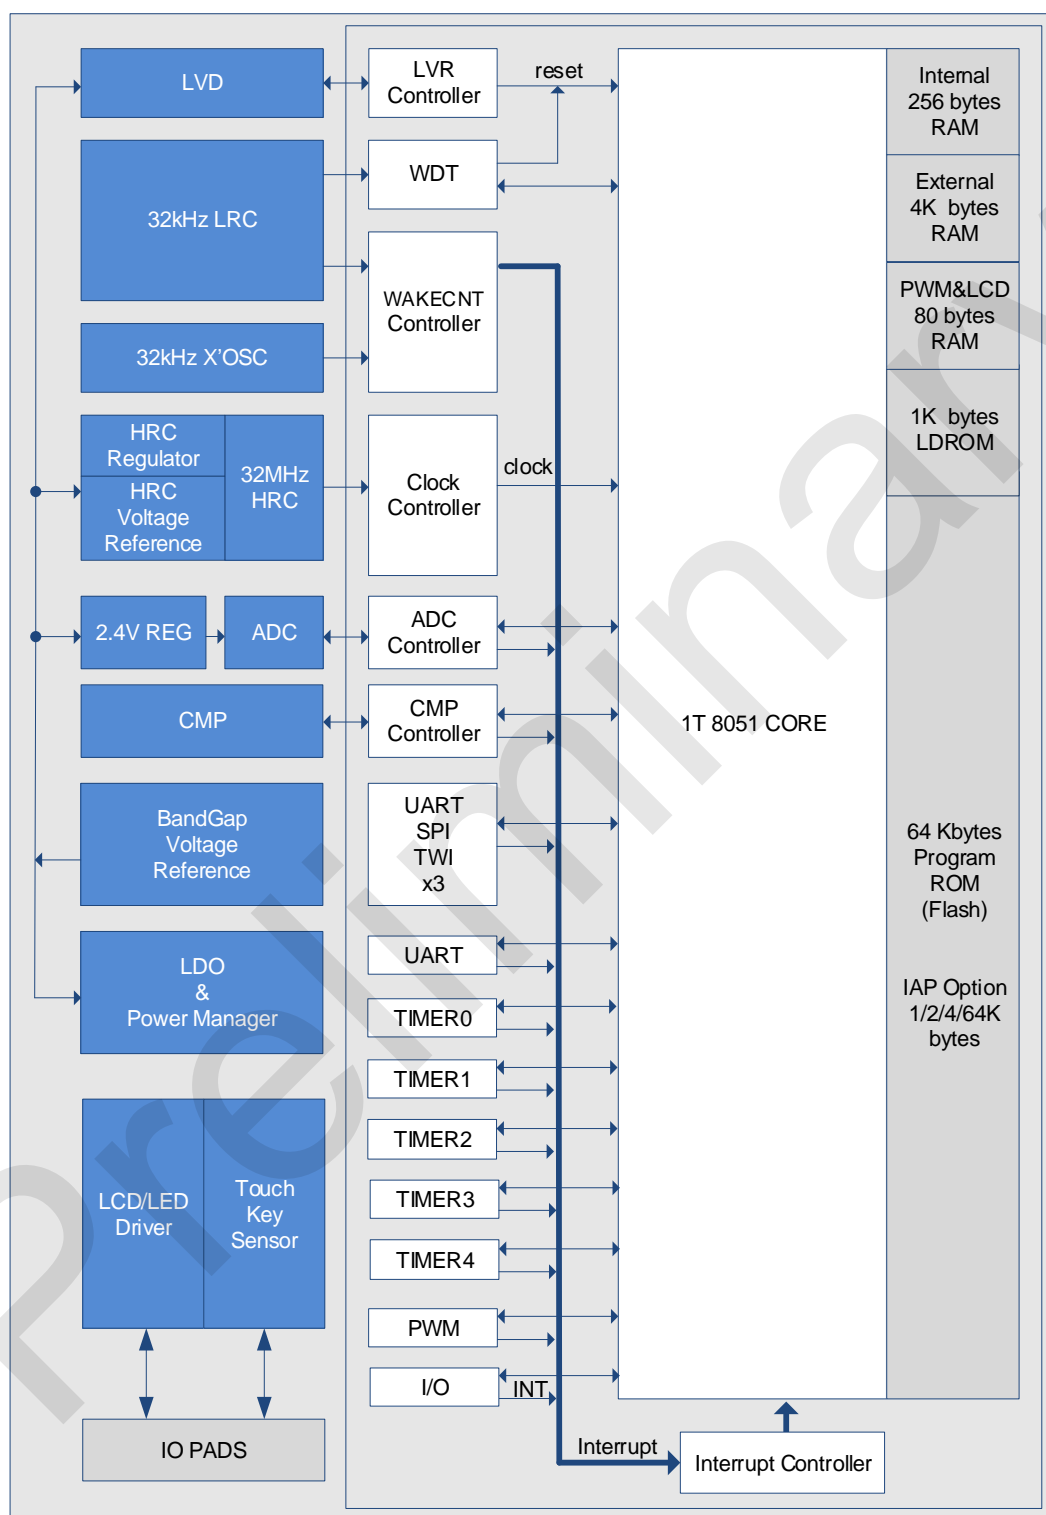 LVD
LVR
Controller
reset
Internal
256 bytes
RAM
32kHz LRC
WDT
External
4K bytes
RAM
WAKECNT
Controller
PWM&LCD
80 bytes
RAM
32kHz X'OSC
1K bytes
LDROM
HRC
Regulator
HRC
Voltage
Reference
32MHz
HRC
Clock
Controller
clock
2.4V REG
ADC
ADC
Controller
CMP
CMP
Controller
1T 8051 CORE
BandGap
Voltage
Reference
UART
SPI
TWI
x3
64 Kbytes
Program
ROM
(Flash)
IAP Option
1/2/4/64K
bytes
LDO
&
Power Manager
UART
TIMER0
TIMER1
TIMER2
TIMER3
TIMER4
PWM
I/O
INT
LCD/LED
Driver
Touch
Key
Sensor
IO PADS
Interrupt
Interrupt Controller
Preliminary